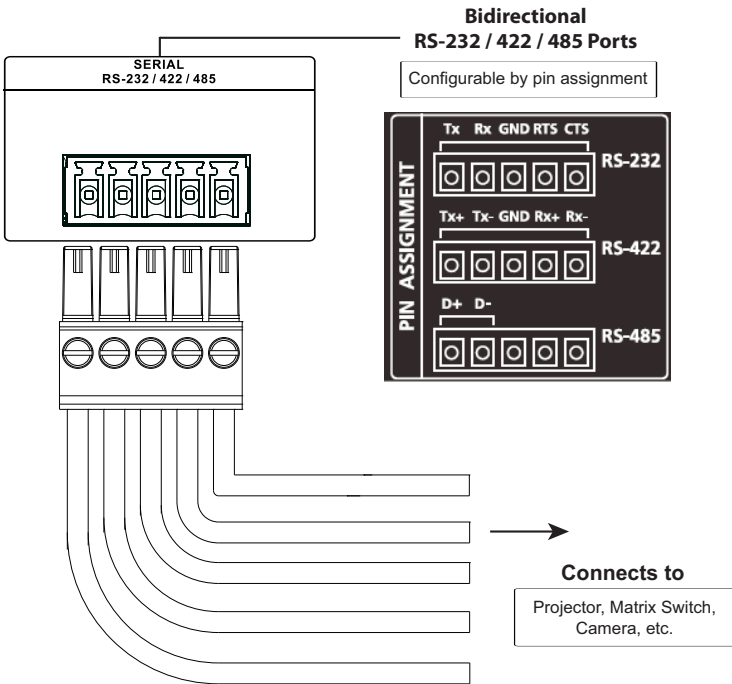 Bidirectional
RS-232 / 422 / 485 Ports
SERIAL
RS-232 / 422 / 485
Configurable by pin assignment
PIN ASSIGNMENT
Tx Rx GND RTS CTS
RS-232
Tx+ Tx- GND Rx+ Rx-
RS-422
D+ D-
RS-485
Connects to
Projector, Matrix Switch,
Camera, etc.